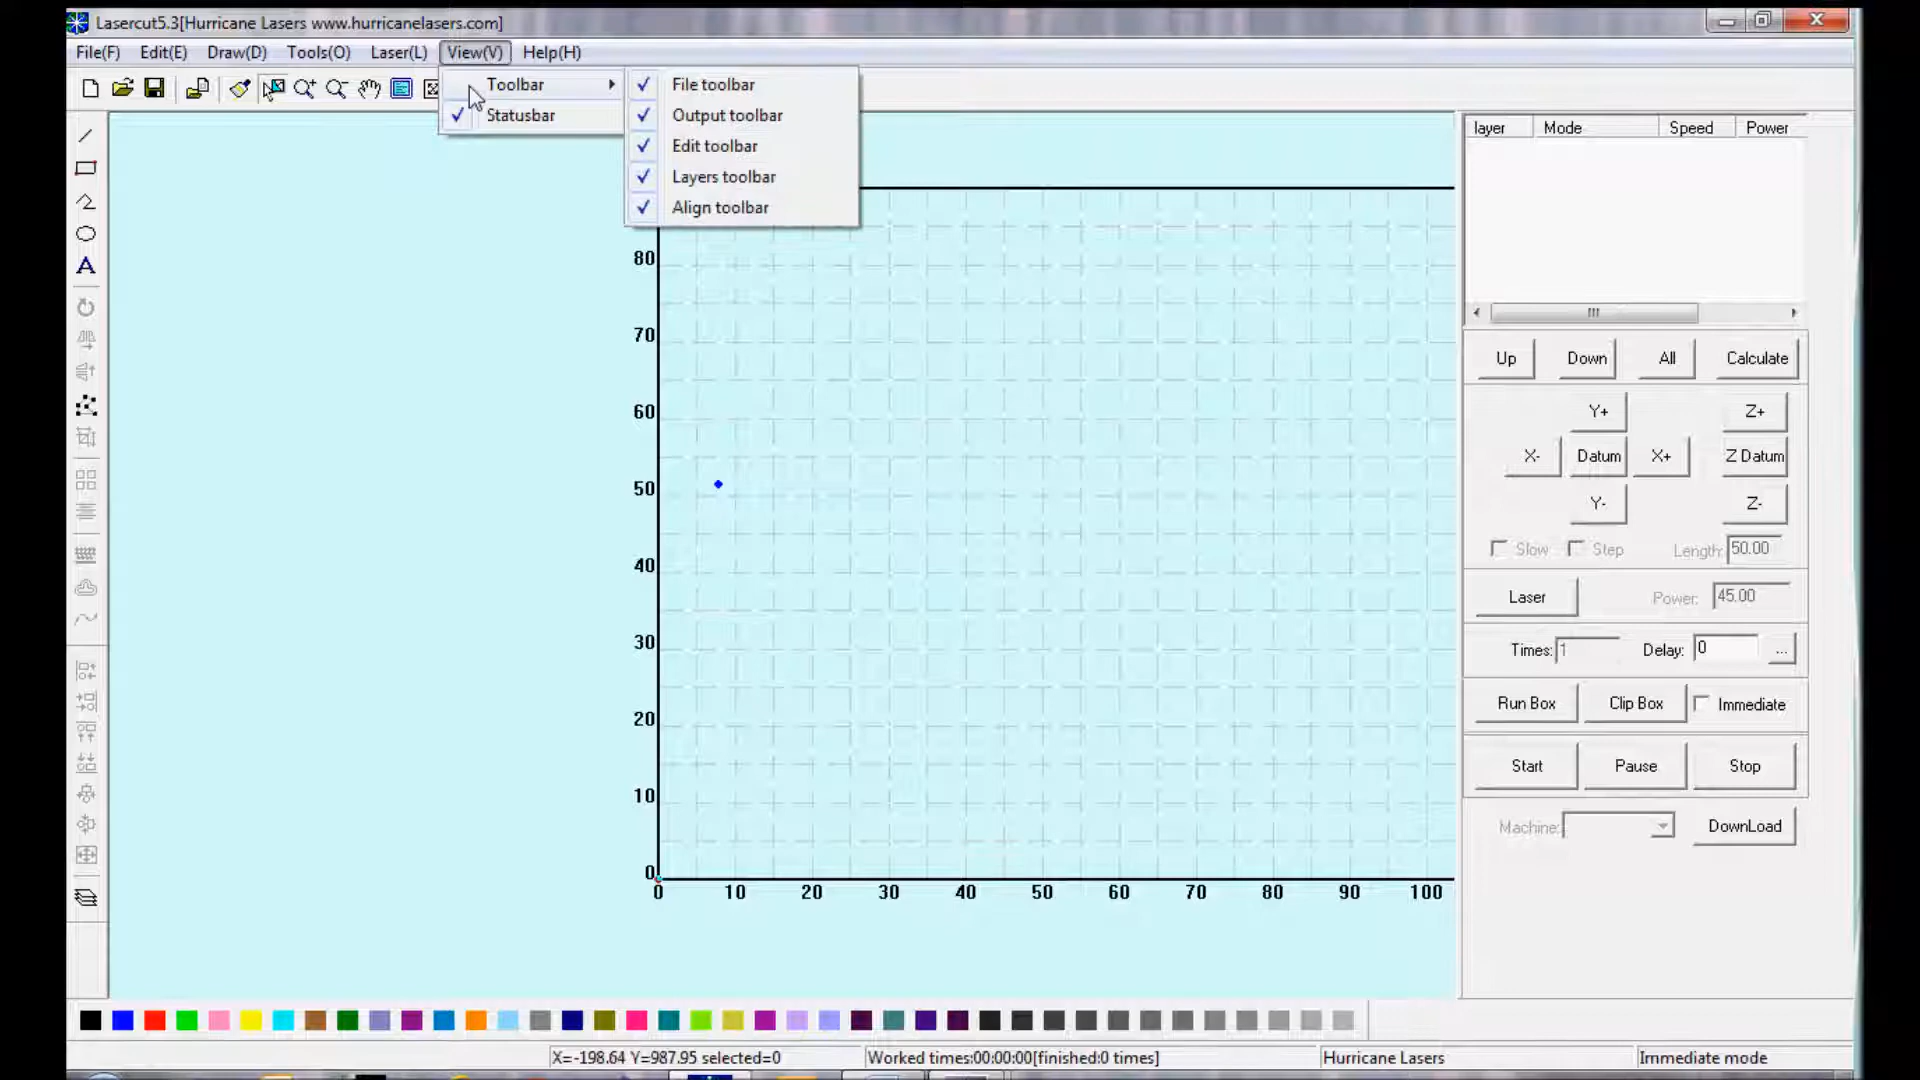 Lasercut5.3[Hurricane Lasers www.hurricanelasers.com]
File(F) Edit(E) Draw(D) Tools(O) Laser(L) View(V) Help(H)
Toolbar
Statusbar
File toolbar
Output toolbar
Edit toolbar
Layers toolbar
Align toolbar
layer Mode Speed Power
80
70
60
50
40
30
20
10
0
0 10 20 30 40 50 60 70 80 90 100
Up Down All Calculate
Y+ Z+
X- Datum X+ Z Datum
Y- Z-
Slow Step Length: 50.00
Laser Power: 45.00
Times: 1 Delay: 0 ...
Run Box Clip Box Immediate
Start Pause Stop
Machine: DownLoad
X=-198.64 Y=987.95 selected=0 Worked times:00:00:00[finished:0 times] Hurricane Lasers Immediate mode